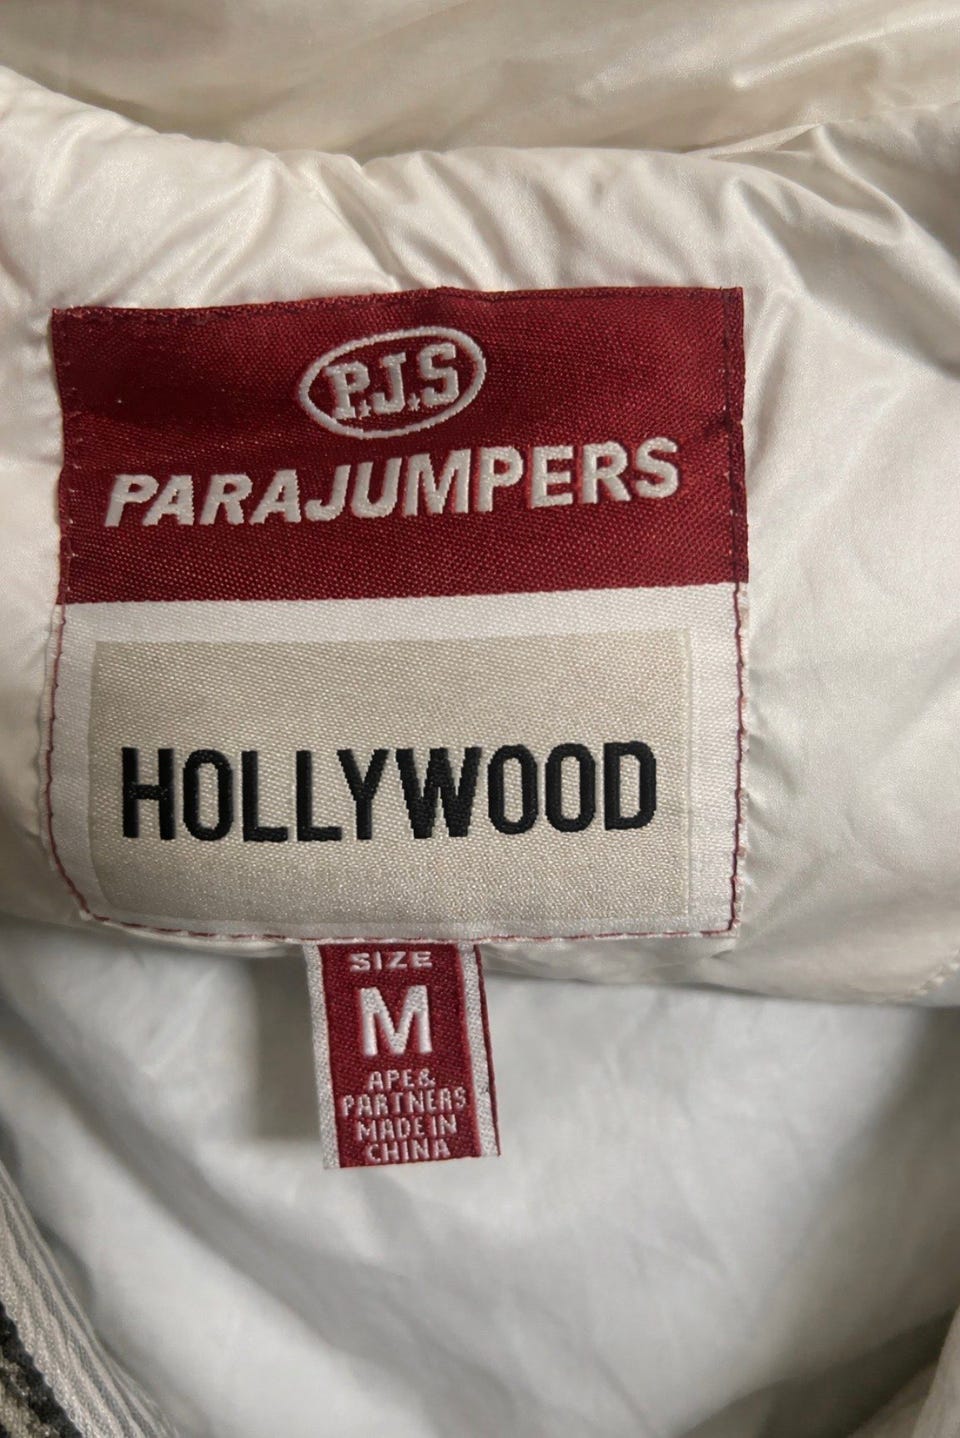 P.J.S
PARAJUMPERS
HOLLYWOOD
SIZE
M
APE&
PARTNERS
MADE IN
CHINA